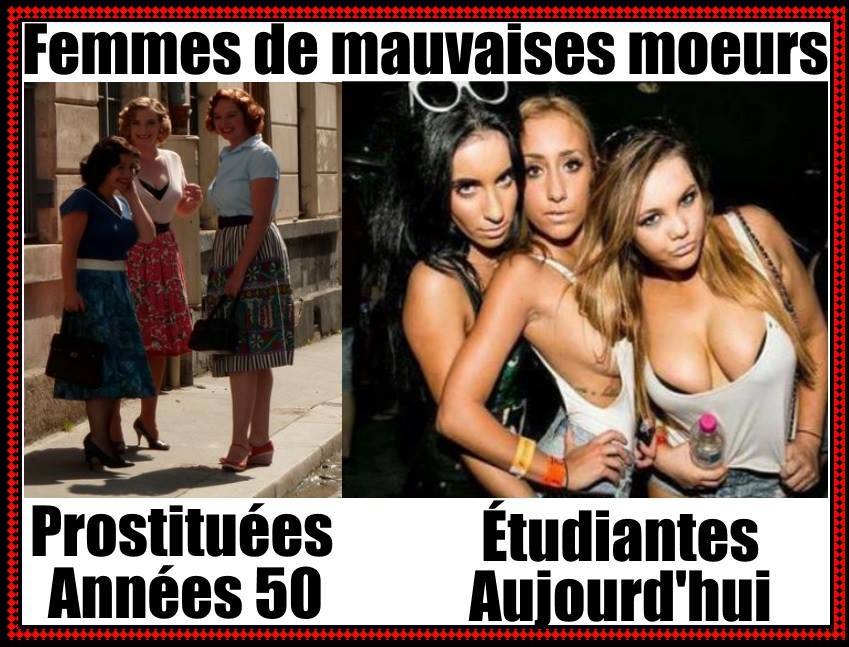 Femmes de mauvaises moeurs
Prostituées
Années 50
Étudiantes
Aujourd'hui